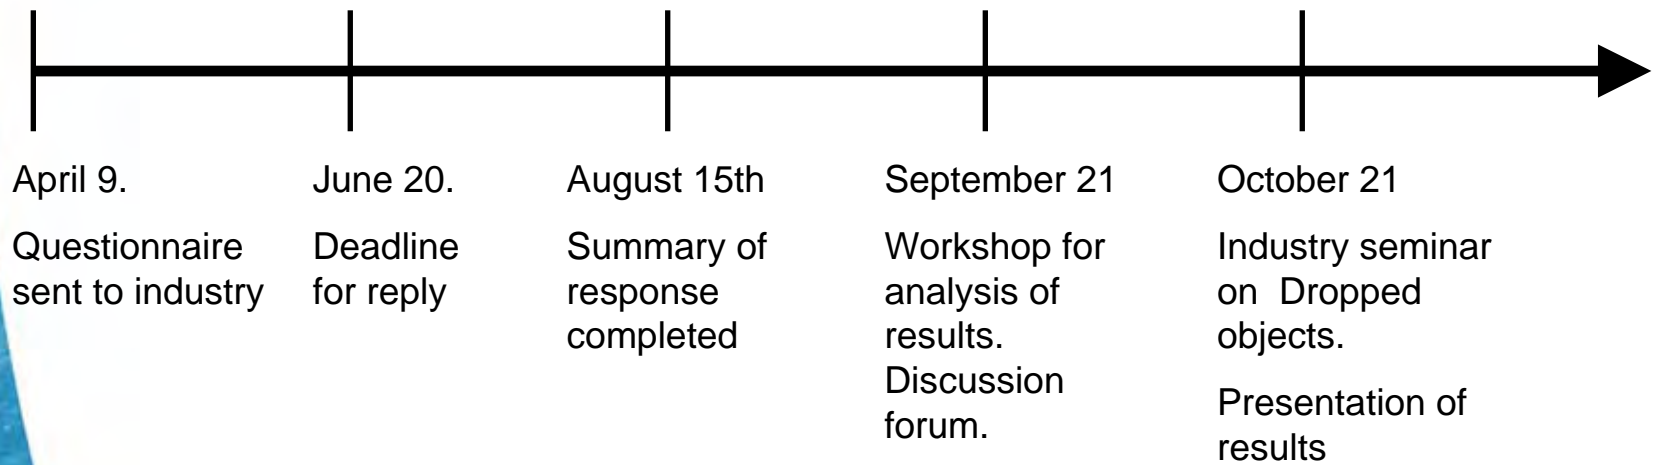 April 9.
Questionnaire
sent to industry
June 20.
Deadline
for reply
August 15th
Summary of
response
completed
September 21
Workshop for
analysis of
results.
Discussion
forum.
October 21
Industry seminar
on  Dropped
objects.
Presentation of
results